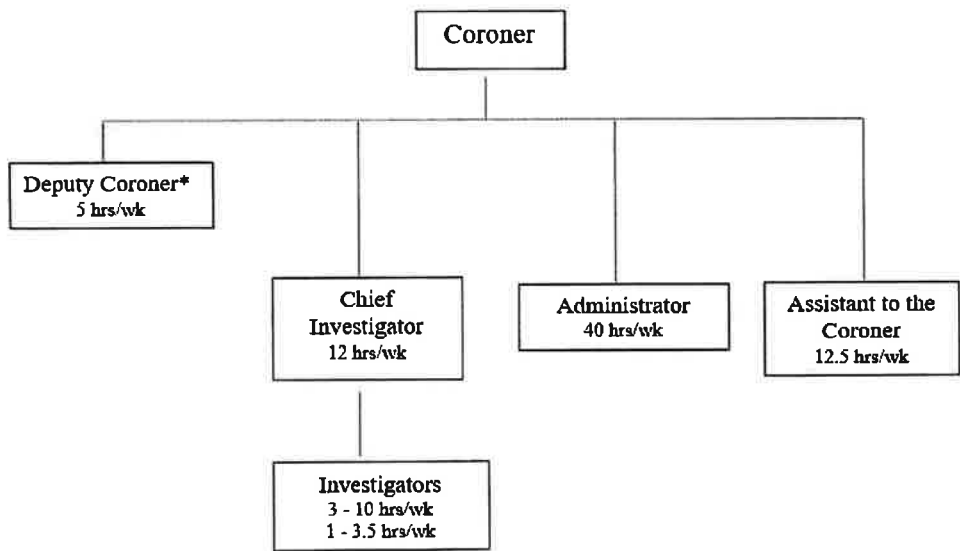 Coroner
Deputy Coroner*
5 hrs/wk
Chief
Investigator
12 hrs/wk
Administrator
40 hrs/wk
Assistant to the
Coroner
12.5 hrs/wk
Investigators
3 - 10 hrs/wk
1 - 3.5 hrs/wk